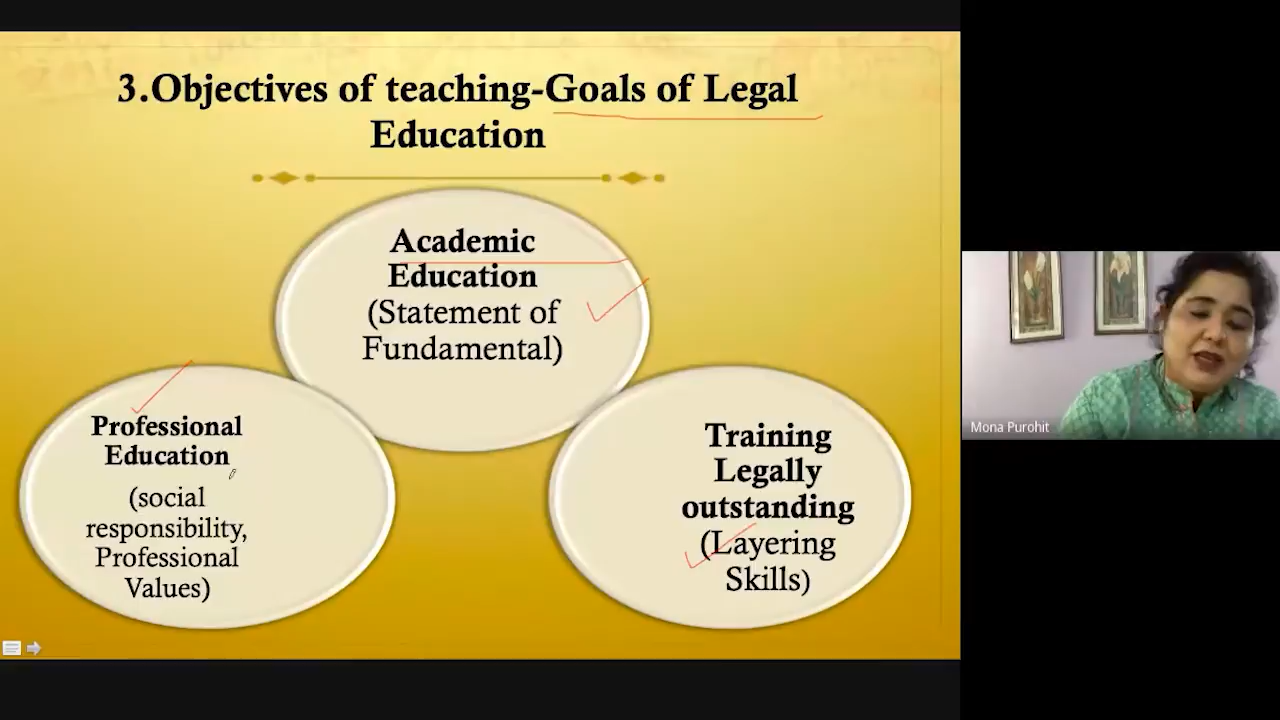 3.Objectives of teaching-Goals of Legal
Education
Academic
Education
(Statement of
Fundamental)
Professional
Education
(social
responsibility,
Professional
Values)
Training
Legally
outstanding
(Layering
Skills)
Mona Purohit